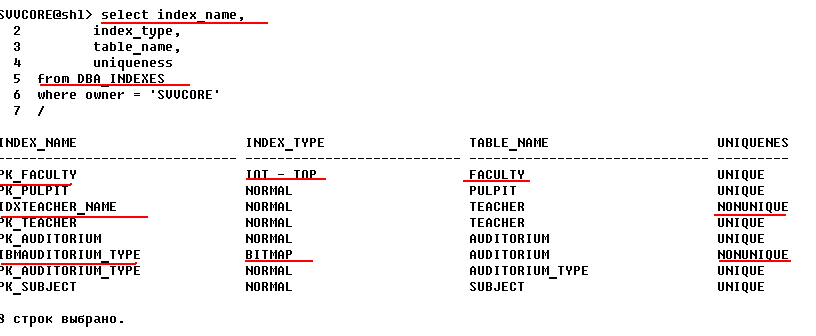 SVVCORE@shl> select index_name,
  2         index_type,
  3         table_name,
  4         uniqueness
  5  from DBA_INDEXES
  6  where owner = 'SVVCORE'
  7  /
INDEX_NAME INDEX_TYPE TABLE_NAME UNIQUENES
------------------------------ --------------------------- ------------------------------ ---------
PK_FACULTY IOT - TOP FACULTY UNIQUE
PK_PULPIT NORMAL PULPIT UNIQUE
IDXTEACHER_NAME NORMAL TEACHER NONUNIQUE
PK_TEACHER NORMAL TEACHER UNIQUE
PK_AUDITORIUM NORMAL AUDITORIUM UNIQUE
IBMAUDITORIUM_TYPE BITMAP AUDITORIUM NONUNIQUE
PK_AUDITORIUM_TYPE NORMAL AUDITORIUM_TYPE UNIQUE
PK_SUBJECT NORMAL SUBJECT UNIQUE
8 строк выбрано.